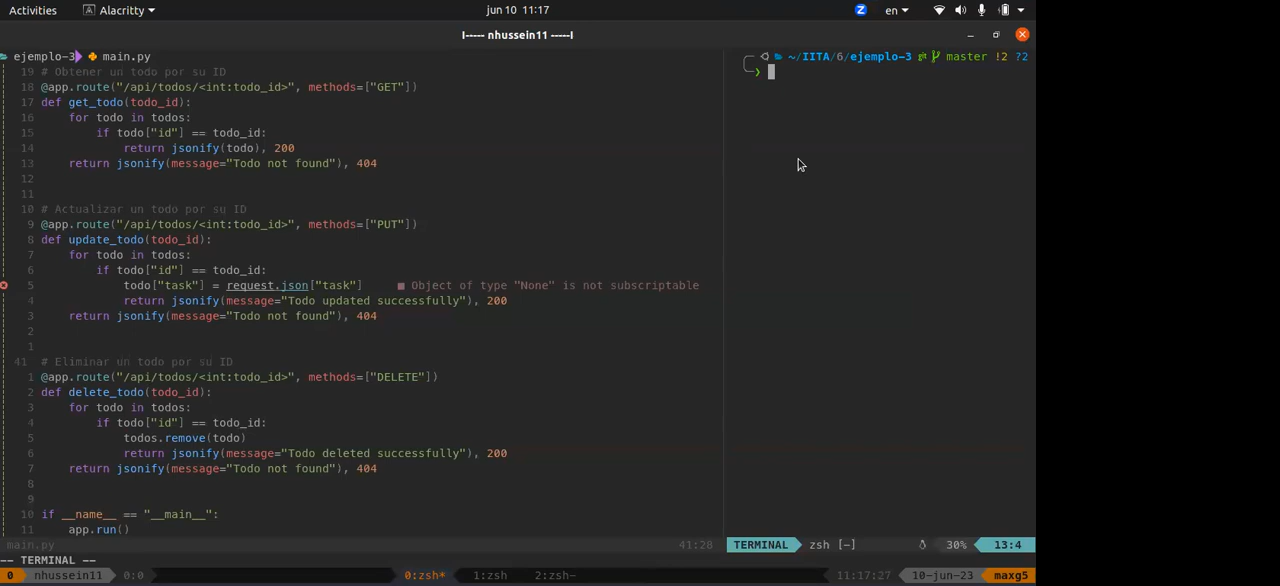 Activities
Alacritty
jun 10 11:17
en
I----- nhussein11 -----I
ejemplo-3 main.py
19 # Obtener un todo por su ID
18 @app.route("/api/todos/<int:todo_id>", methods=["GET"])
17 def get_todo(todo_id):
16 for todo in todos:
15 if todo["id"] == todo_id:
14 return jsonify(todo), 200
13 return jsonify(message="Todo not found"), 404
12
11
10 # Actualizar un todo por su ID
9 @app.route("/api/todos/<int:todo_id>", methods=["PUT"])
8 def update_todo(todo_id):
7 for todo in todos:
6 if todo["id"] == todo_id:
5 todo["task"] = request.json["task"] ■ Object of type "None" is not subscriptable
4 return jsonify(message="Todo updated successfully"), 200
3 return jsonify(message="Todo not found"), 404
2
1
41 # Eliminar un todo por su ID
1 @app.route("/api/todos/<int:todo_id>", methods=["DELETE"])
2 def delete_todo(todo_id):
3 for todo in todos:
4 if todo["id"] == todo_id:
5 todos.remove(todo)
6 return jsonify(message="Todo deleted successfully"), 200
7 return jsonify(message="Todo not found"), 404
8
9
10 if __name__ == "__main__":
11 app.run()
main.py 41:28
~/IITA/6/ejemplo-3 master !2 ?2
❯
TERMINAL zsh [-] 30% 13:4
-- TERMINAL --
0 nhussein11 0:0 0:zsh* 1:zsh 2:zsh- 11:17:27 10-jun-23 maxg5